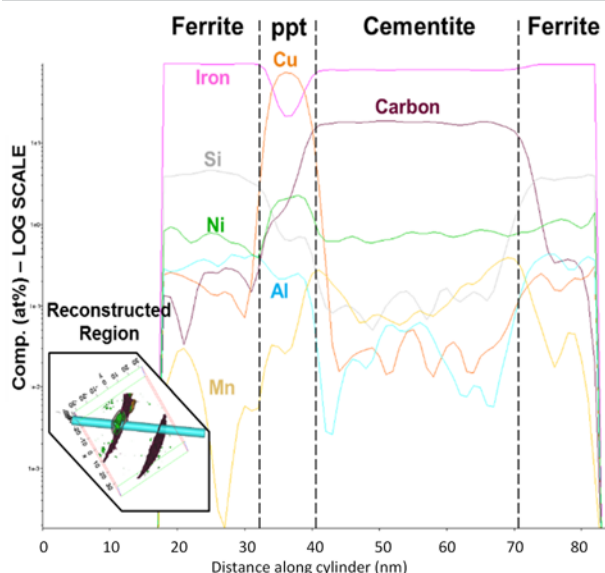 Ferrite ppt Cementite Ferrite
Cu
Iron
Carbon
Si
Ni
Al
Mn
Reconstructed
Region
Comp. (at%) – LOG SCALE
0 10 20 30 40 50 60 70 80
Distance along cylinder (nm)